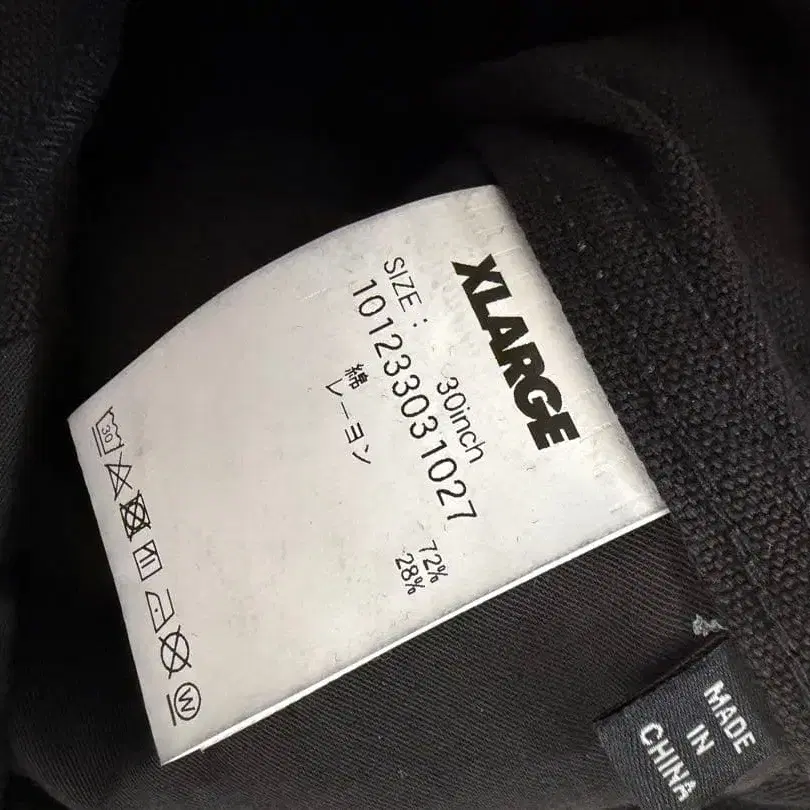 XLARGE
SIZE : 30inch
101233031027
綿 72%
レーヨン 28%
30
W
MADE
IN
CHINA